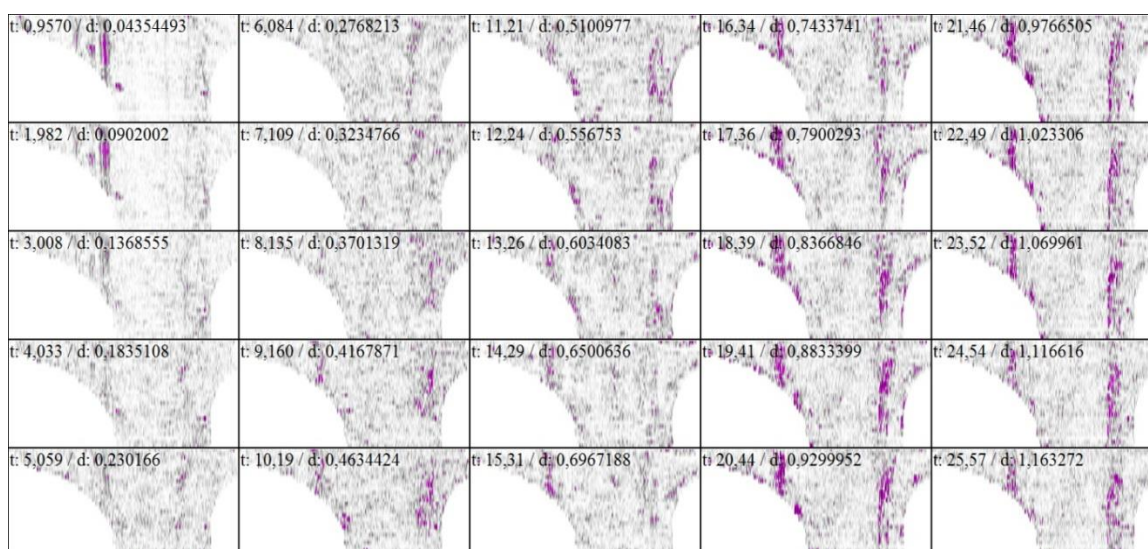 t: 0,9570 / d: 0,04354493
t: 6,084 / d: 0,2768213
t: 11,21 / d: 0,5100977
t: 16,34 / d: 0,7433741
t: 21,46 / d: 0,9766505
t: 1,982 / d: 0,0902002
t: 7,109 / d: 0,3234766
t: 12,24 / d: 0,556753
t: 17,36 / d: 0,7900293
t: 22,49 / d: 1,023306
t: 3,008 / d: 0,1368555
t: 8,135 / d: 0,3701319
t: 13,26 / d: 0,6034083
t: 18,39 / d: 0,8366846
t: 23,52 / d: 1,069961
t: 4,033 / d: 0,1835108
t: 9,160 / d: 0,4167871
t: 14,29 / d: 0,6500636
t: 19,41 / d: 0,8833399
t: 24,54 / d: 1,116616
t: 5,059 / d: 0,230166
t: 10,19 / d: 0,4634424
t: 15,31 / d: 0,6967188
t: 20,44 / d: 0,9299952
t: 25,57 / d: 1,163272